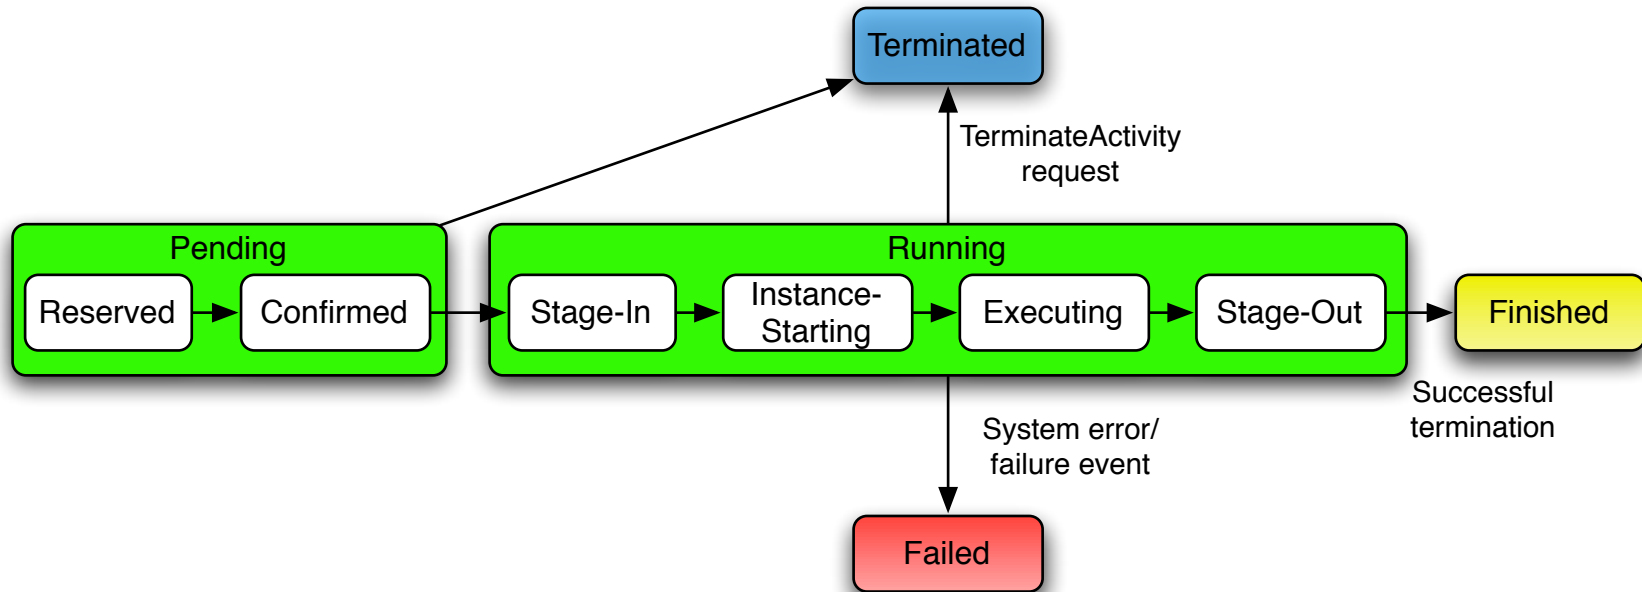 Terminated
TerminateActivity
request
Pending
Running
Reserved
Confirmed
Stage-In
Instance-
Starting
Executing
Stage-Out
Finished
Successful
termination
System error/
failure event
Failed